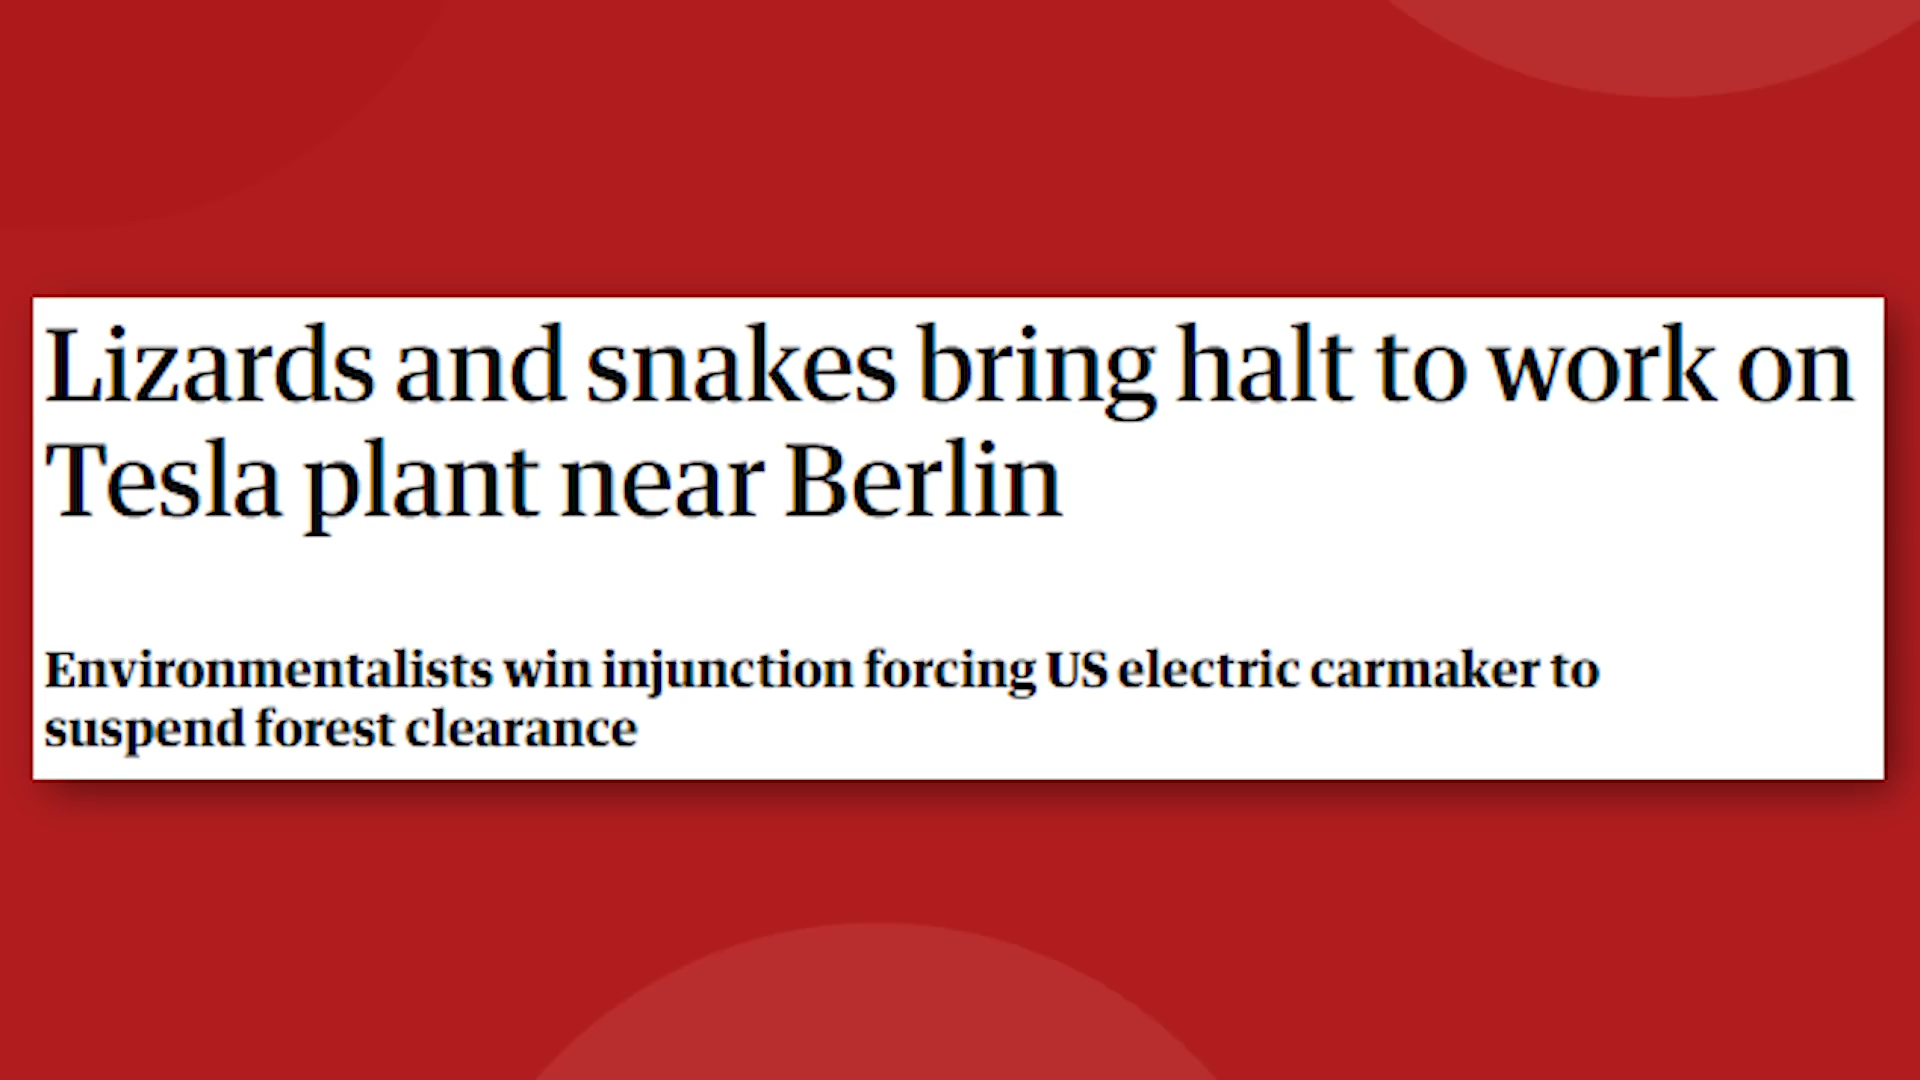 Lizards and snakes bring halt to work on
Tesla plant near Berlin
Environmentalists win injunction forcing US electric carmaker to
suspend forest clearance